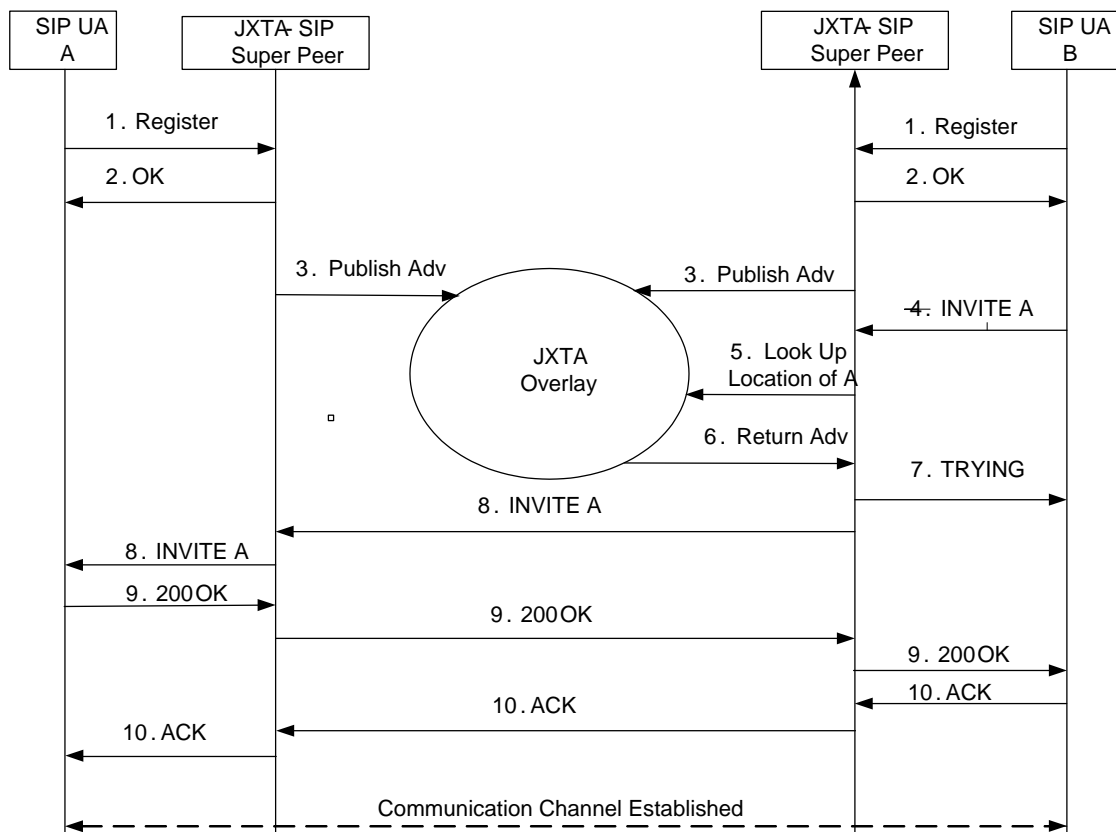 SIP UA
A
JXTA- SIP
Super Peer
JXTA- SIP
Super Peer
SIP UA
B
1. Register
1. Register
2. OK
2. OK
3. Publish Adv
3. Publish Adv
4. INVITE A
JXTA
Overlay
5. Look Up
Location of A
6. Return Adv
7. TRYING
8. INVITE A
8. INVITE A
9. 200OK
9. 200OK
9. 200OK
10. ACK
10. ACK
10. ACK
Communication Channel Established